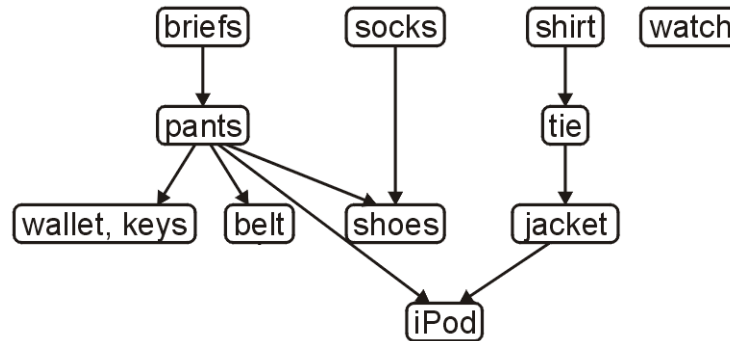 briefs
socks
shirt
watch
pants
tie
wallet, keys
belt
shoes
jacket
iPod